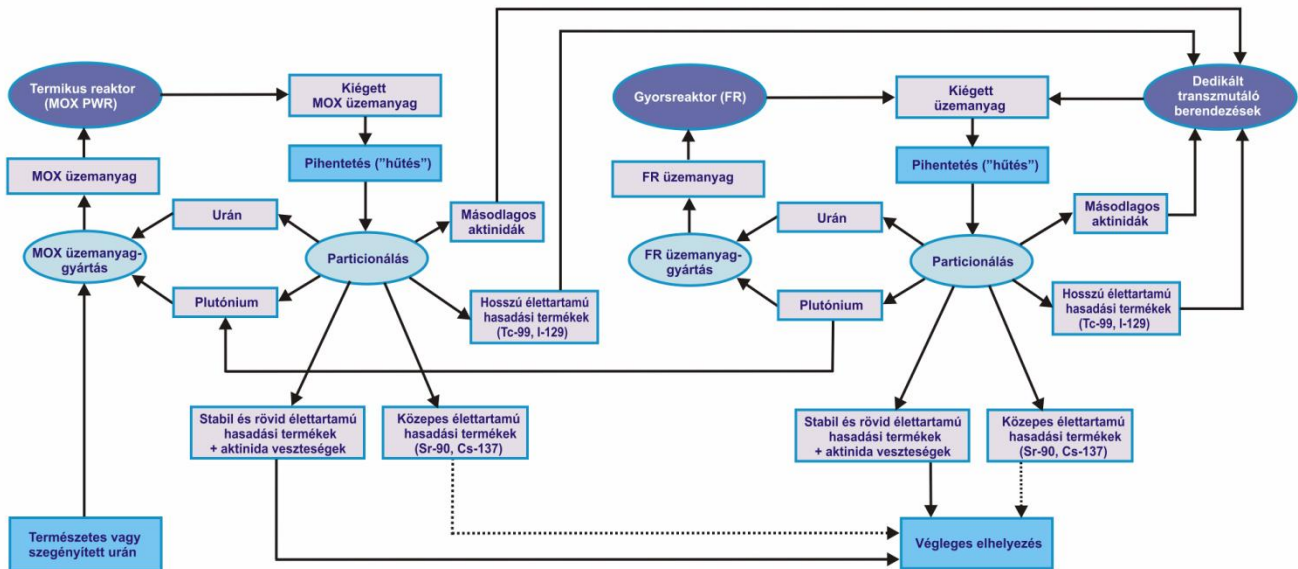 Termikus reaktor
(MOX PWR)
Kiégett
MOX üzemanyag
Pihentetés (”hűtés”)
MOX üzemanyag
Urán
Másodlagos
aktinidák
MOX üzemanyag-
gyártás
Particionálás
Plutónium
Hosszú élettartamú
hasadási termékek
(Tc-99, I-129)
Stabil és rövid élettartamú
hasadási termékek
+ aktinida veszteségek
Közepes élettartamú
hasadási termékek
(Sr-90, Cs-137)
Természetes vagy
szegényített urán
Gyorsreaktor (FR)
Kiégett
üzemanyag
Dedikált
transzmutáló
berendezések
Pihentetés (”hűtés”)
FR üzemanyag
Urán
Másodlagos
aktinidák
FR üzemanyag-
gyártás
Particionálás
Plutónium
Hosszú élettartamú
hasadási termékek
(Tc-99, I-129)
Stabil és rövid élettartamú
hasadási termékek
+ aktinida veszteségek
Közepes élettartamú
hasadási termékek
(Sr-90, Cs-137)
Végleges elhelyezés